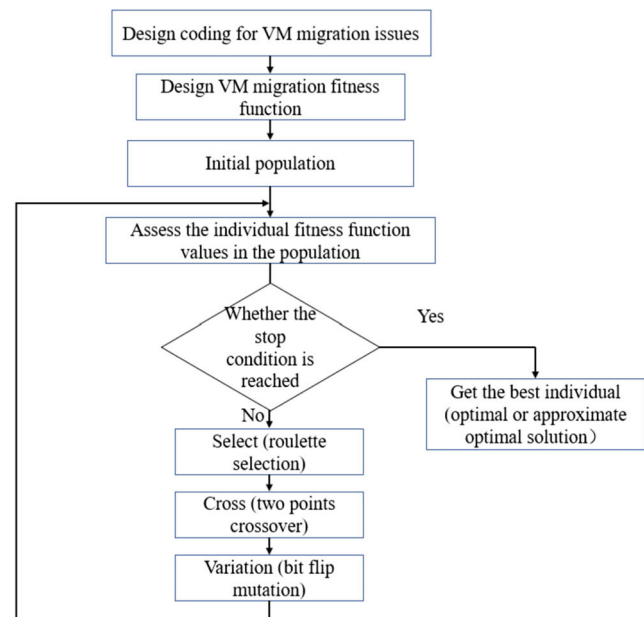 Design coding for VM migration issues
Design VM migration fitness
function
Initial population
Assess the individual fitness function
values in the population
Whether the
stop
condition is
reached
Yes
Get the best individual
(optimal or approximate
optimal solution）
No
Select (roulette
selection)
Cross (two points
crossover)
Variation (bit flip
mutation)